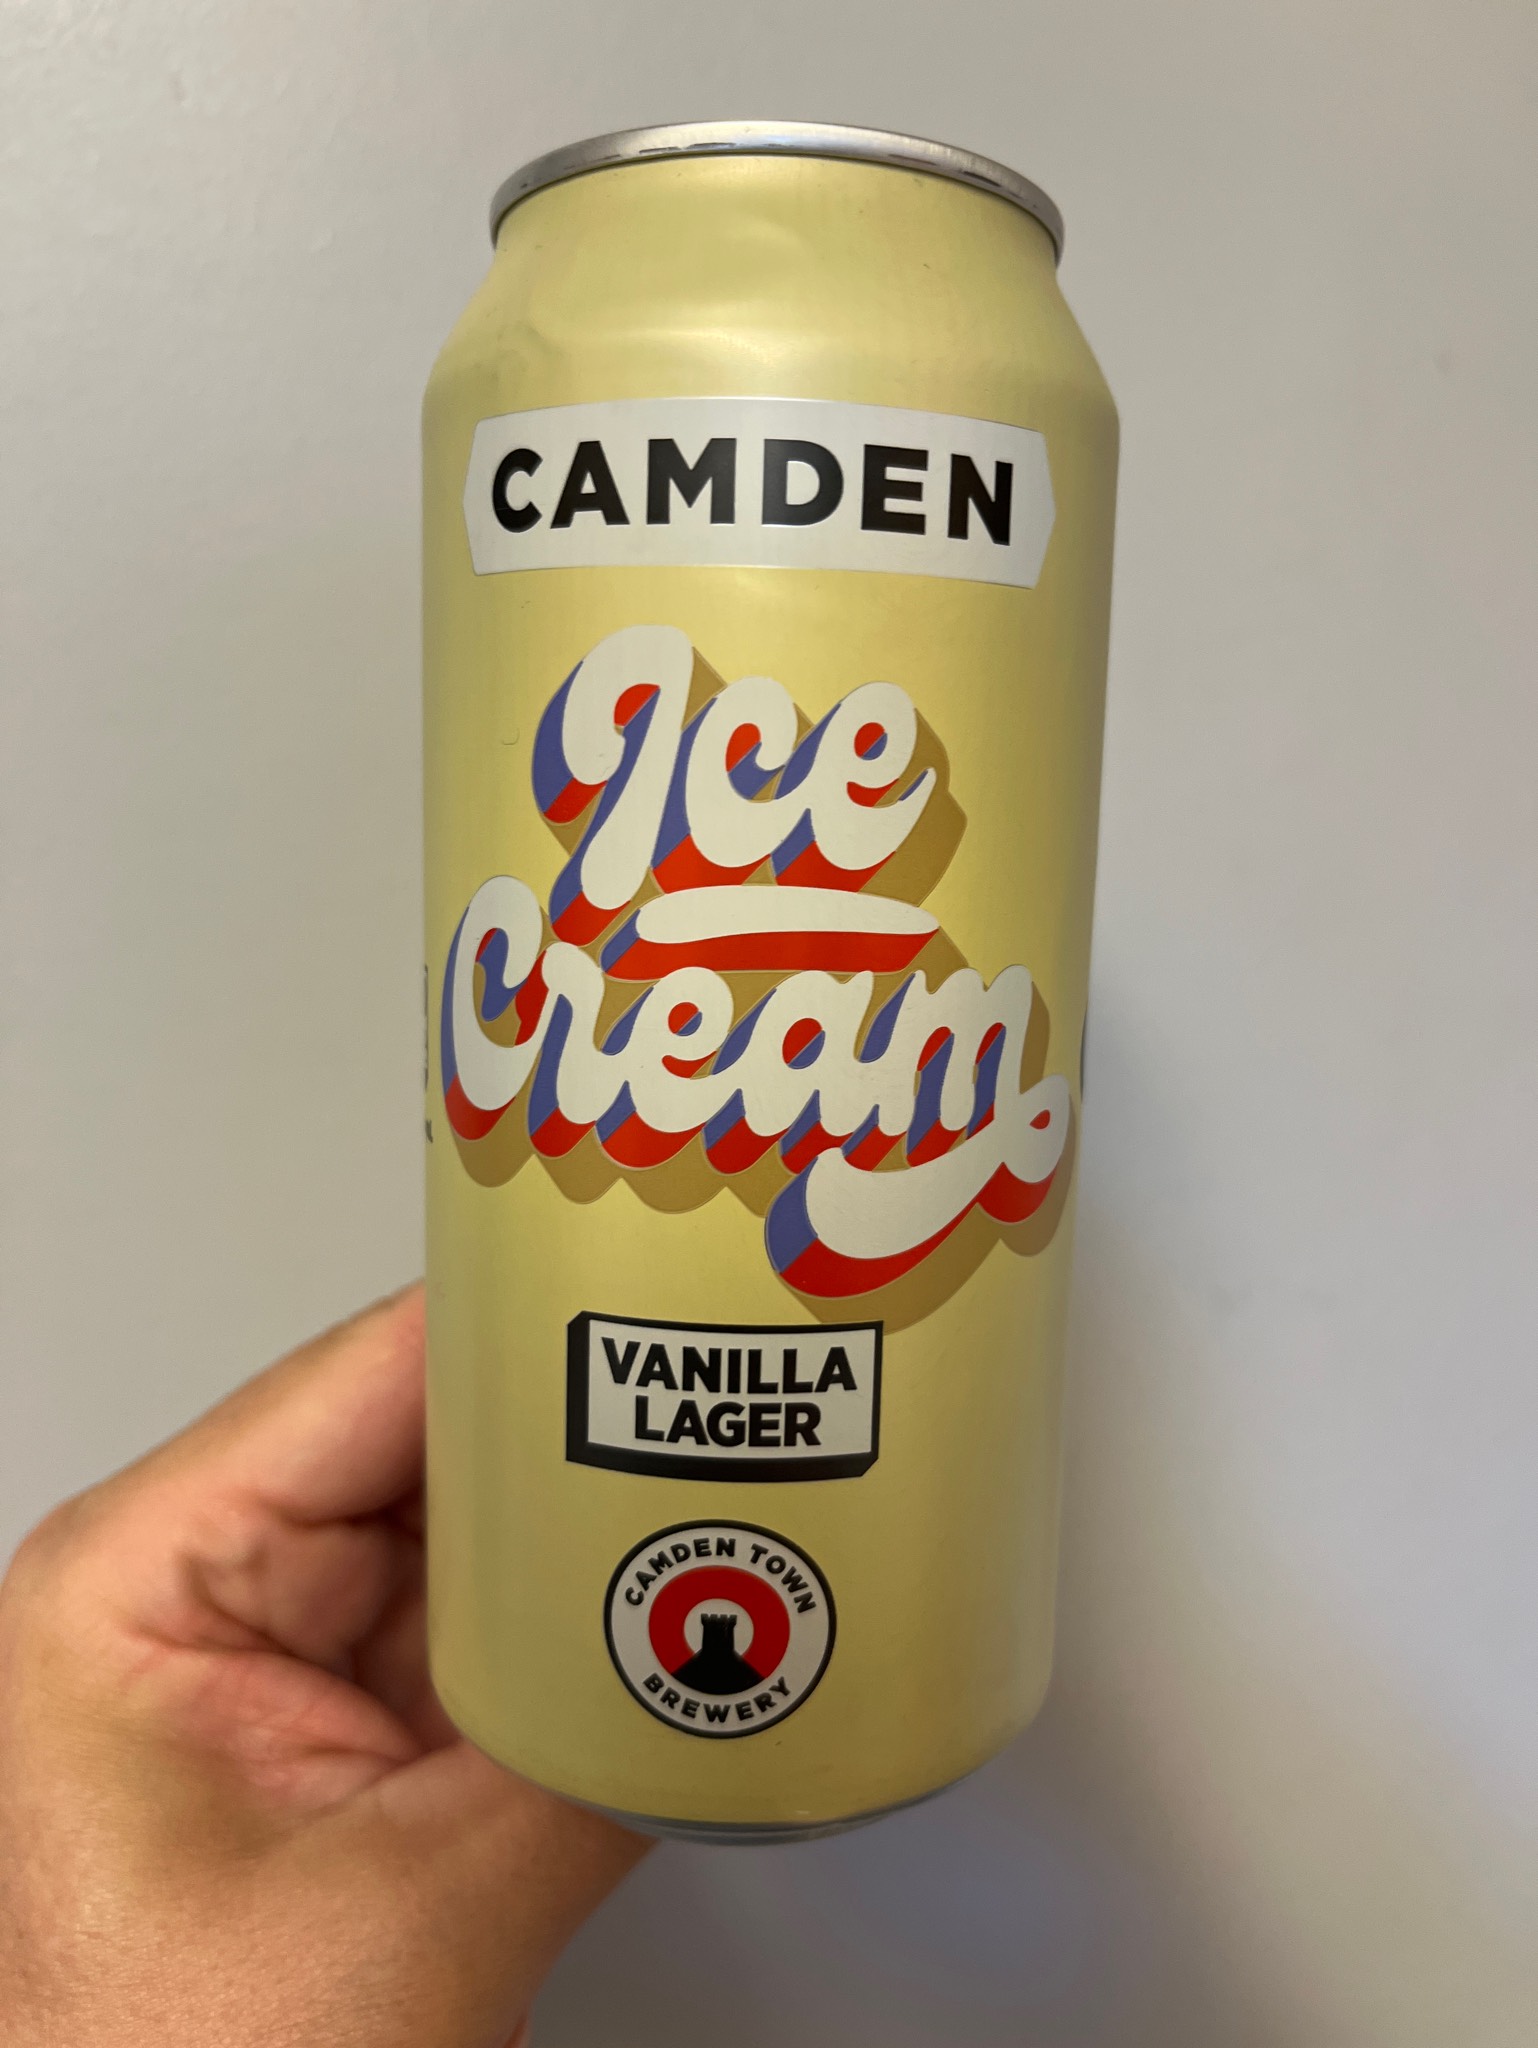 CAMDEN
Ice
Cream
VANILLA
LAGER
CAMDEN TOWN
BREWERY